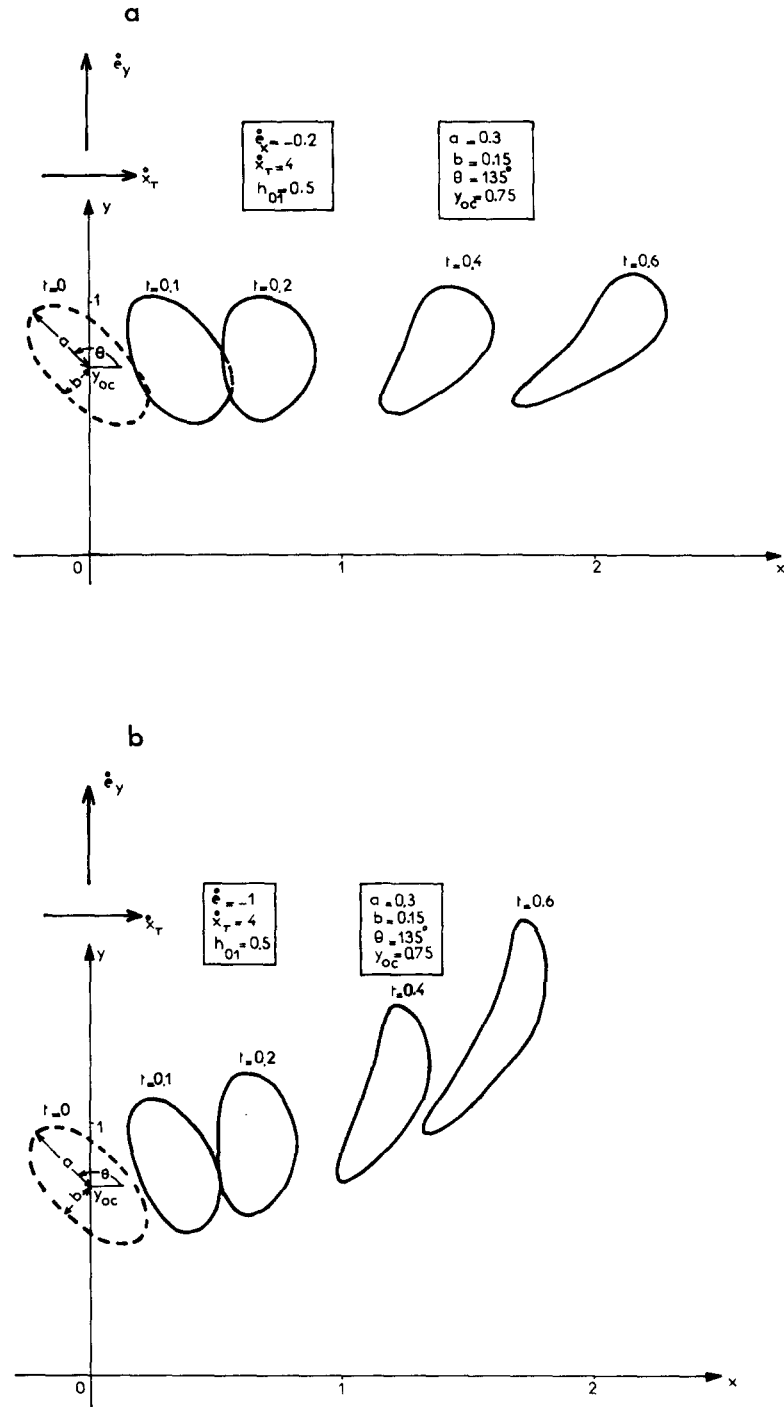 a
ė_y
ẋ_T
ė_x=-0.2
ẋ_T=4
h_01=0.5
a=0.3
b=0.15
θ=135°
y_oc=0.75
y
t=0
t=0,1
t=0,2
t=0,4
t=0,6
1
a
θ
b
y_oc
0
1
2
x
b
ė_y
ẋ_T
ė=-1
ẋ_T=4
h_01=0,5
a=0,3
b=0.15
θ=135°
y_oc=0.75
t=0.6
y
t=0.4
t=0,1
t=0,2
t=0
1
a
θ
b
y_oc
0
1
2
x